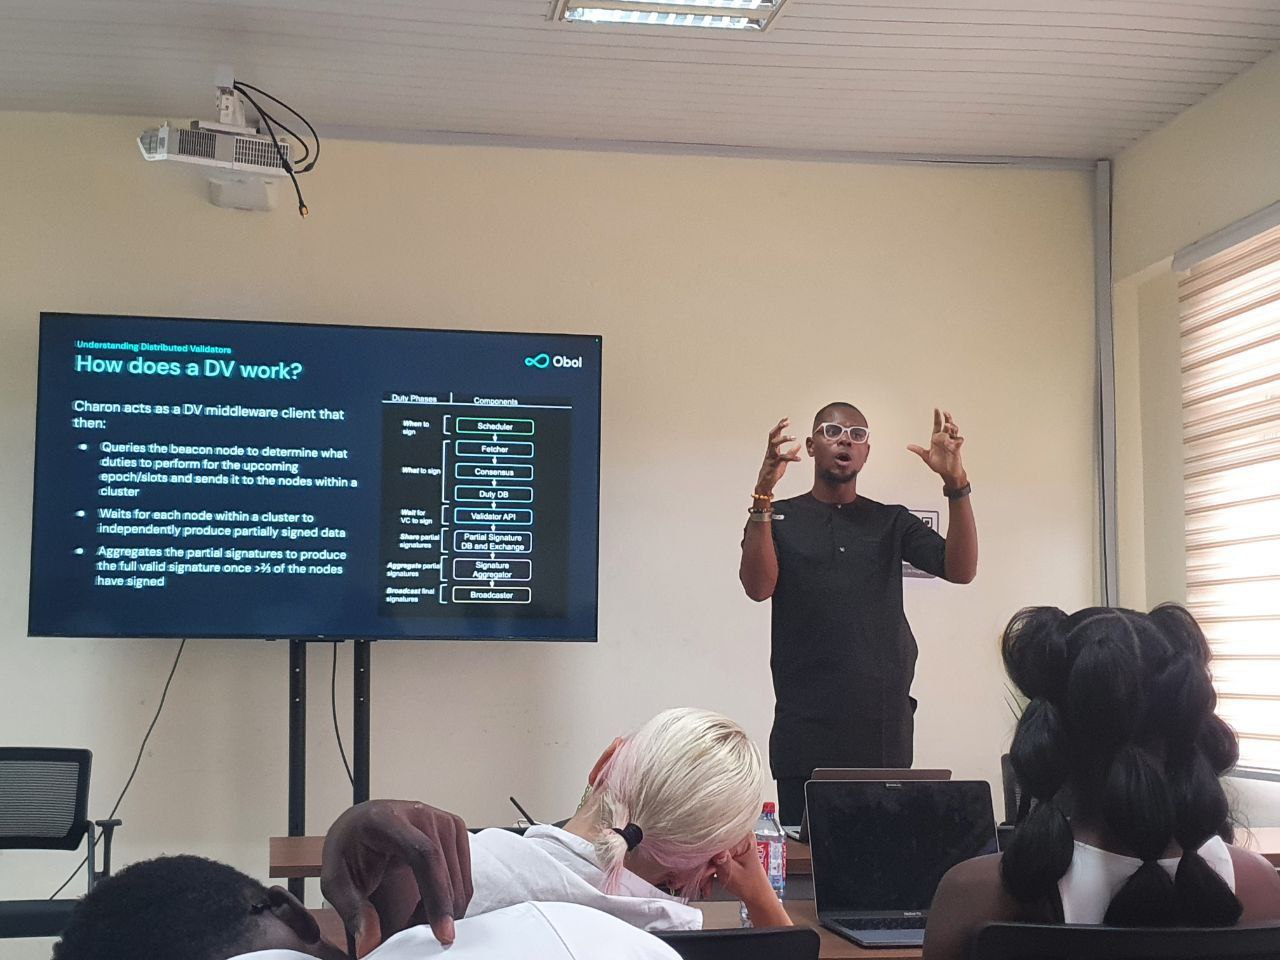 Understanding Distributed Validators
How does a DV work?
Obol
Charon acts as a DV middleware client that
then:
Queries the beacon node to determine what
duties to perform for the upcoming
epoch/slots and sends it to the nodes within a
cluster
Waits for each node within a cluster to
independently produce partially signed data
Aggregates the partial signatures to produce
the full valid signature once >⅔ of the nodes
have signed
Duty Phases
Components
When to
sign
Scheduler
What to sign
Fetcher
Consensus
Duty DB
Wait for
VC to sign
Validator API
Share partial
signatures
Partial Signature
DB and Exchange
Aggregate partial
signatures
Signature
Aggregator
Broadcast final
signatures
Broadcaster
MacBook Pro